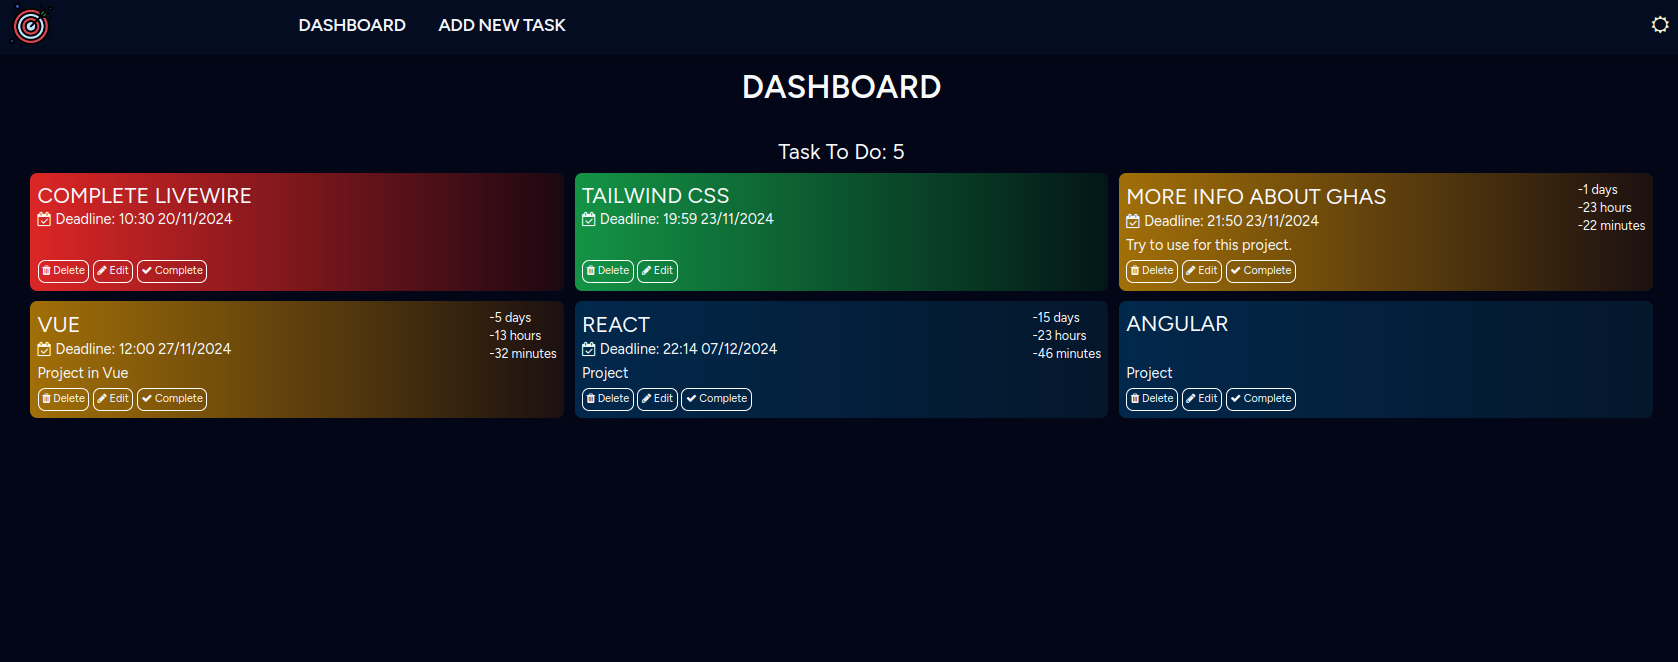 DASHBOARD ADD NEW TASK
DASHBOARD
Task To Do: 5
COMPLETE LIVEWIRE
Deadline: 10:30 20/11/2024
Delete Edit Complete
TAILWIND CSS
Deadline: 19:59 23/11/2024
Delete Edit
MORE INFO ABOUT GHAS
Deadline: 21:50 23/11/2024
Try to use for this project.
-1 days
-23 hours
-22 minutes
Delete Edit Complete
VUE
Deadline: 12:00 27/11/2024
Project in Vue
-5 days
-13 hours
-32 minutes
Delete Edit Complete
REACT
Deadline: 22:14 07/12/2024
Project
-15 days
-23 hours
-46 minutes
Delete Edit Complete
ANGULAR
Project
Delete Edit Complete